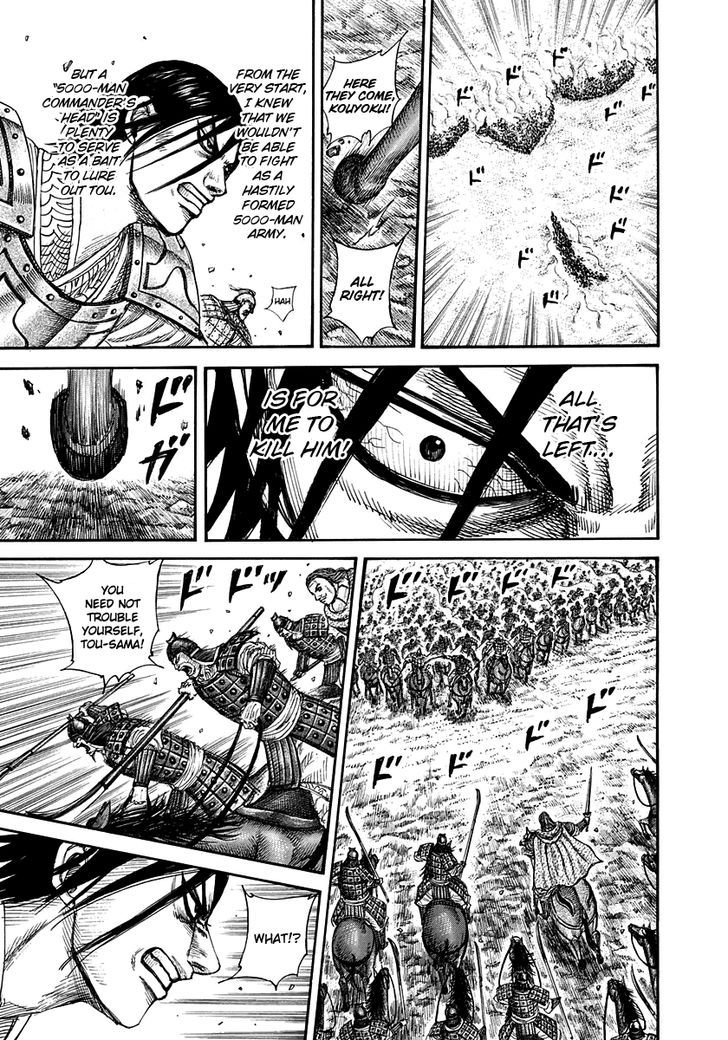 ドド
ドド
ドド
HERE
THEY COME,
KOUYOKU!
ALL
RIGHT!
FROM
THE VERY
START, I
KNEW
THAT WE
WOULDN'T
BE ABLE
TO FIGHT
AS A
HASTILY
FORMED
5000-MAN
ARMY.
BUT A
"5000-MAN
COMMANDER'S
HEAD" IS
PLENTY
TO SERVE
AS A BAIT
TO LURE
OUT TOU.
HAH
ALL
THAT'S
LEFT...
IS FOR
ME TO
KILL HIM!
ドガ
ドド
ドド
ドド
ドドッ
YOU
NEED NOT
TROUBLE
YOURSELF,
TOU-SAMA!
WHAT!?